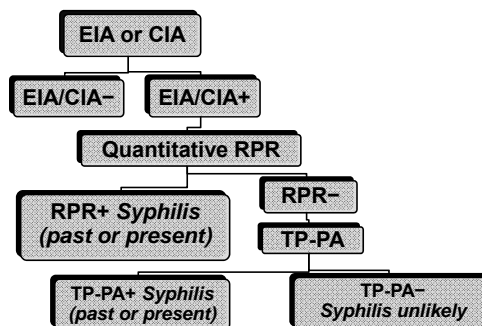 EIA or CIA
EIA/CIA−
EIA/CIA+
Quantitative RPR
RPR+ Syphilis
(past or present)
RPR−
TP-PA
TP-PA+ Syphilis
(past or present)
TP-PA−
Syphilis unlikely